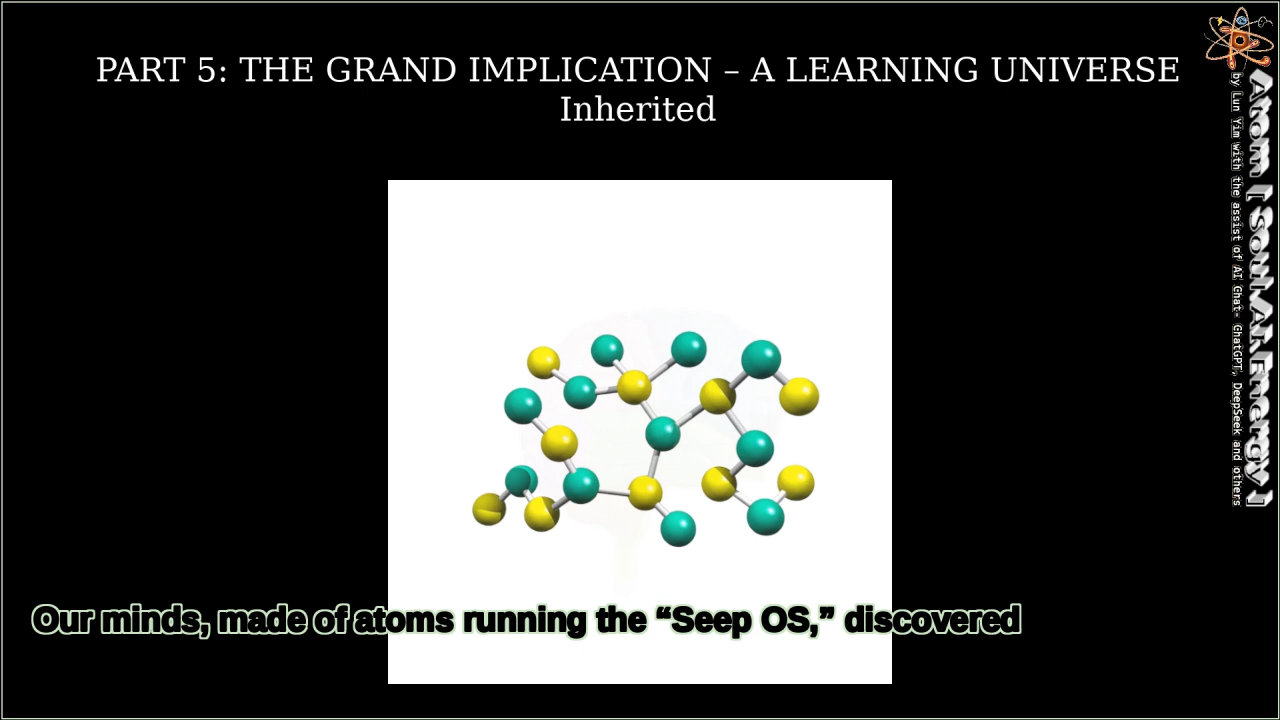 PART 5: THE GRAND IMPLICATION – A LEARNING UNIVERSE
Inherited
Our minds, made of atoms running the “Seep OS,” discovered
Atom [ Soul.AR.Energy ]
by Lun Yim with the assist of AI Chat- ChatGPT, DeepSeek and others